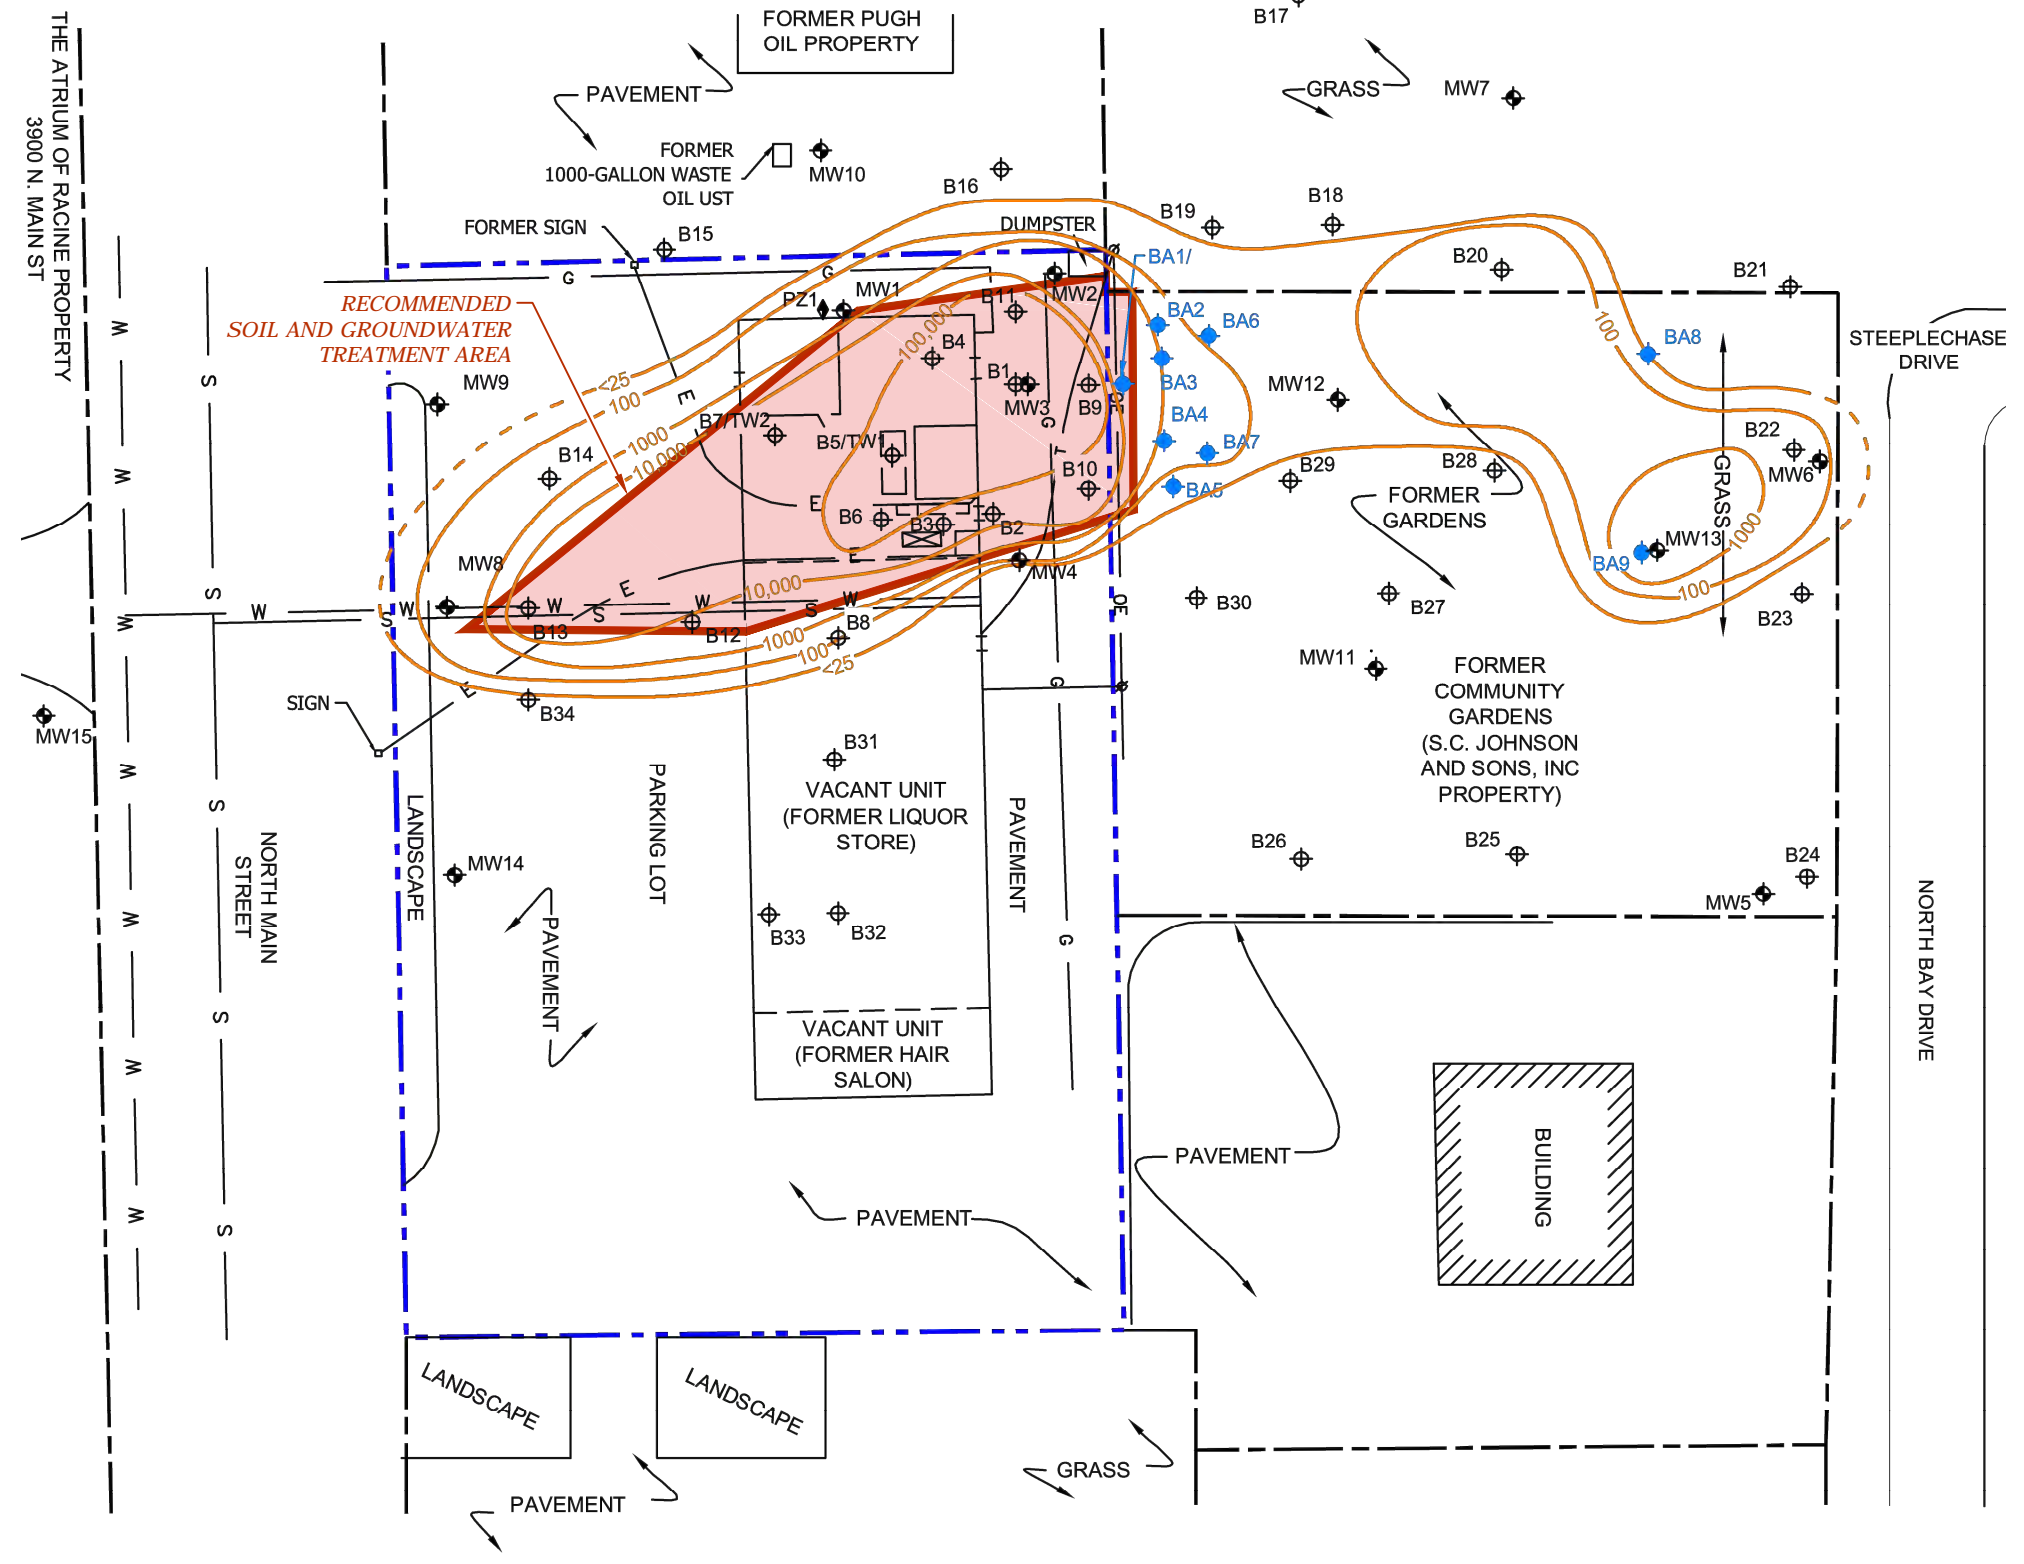 THE ATRIUM OF RACINE PROPERTY
3900 N. MAIN ST
FORMER PUGH
OIL PROPERTY
B17
PAVEMENT
GRASS
MW7
FORMER
1000-GALLON WASTE
OIL UST
MW10
B16
B18
B19
FORMER SIGN
B15
DUMPSTER
BA1/
B20
B21
G
G
RECOMMENDED
SOIL AND GROUNDWATER
TREATMENT AREA
PZ1
MW1
B11
MW2
BA2
BA6
100
BA8
STEEPLECHASE
DRIVE
W
S
100,000
B4
MW9
<25
100
E
B1
MW3
B9
OE
BA3
MW12
B7/TW2
B5/TW1
G
BA4
BA7
B22
MW6
1000
10,000
B14
T
B10
BA5
B29
B28
GRASS
W
E
B6
B3
B2
FORMER
GARDENS
1000
MW13
BA9
MW8
E
MW4
E
10,000
100
S
W
W
S
W
S
W
S
W
W
B13
B12
B8
OE
B30
B27
B23
1000
100
<25
MW11
FORMER
COMMUNITY
GARDENS
(S.C. JOHNSON
AND SONS, INC
PROPERTY)
SIGN
E
B34
G
MW15
B31
W
S
PARKING LOT
VACANT UNIT
(FORMER LIQUOR
STORE)
PAVEMENT
LANDSCAPE
NORTH MAIN
STREET
MW14
B26
B25
B24
MW5
W
B33
B32
G
PAVEMENT
NORTH BAY DRIVE
S
VACANT UNIT
(FORMER HAIR
SALON)
W
PAVEMENT
BUILDING
W
S
PAVEMENT
LANDSCAPE
LANDSCAPE
GRASS
PAVEMENT